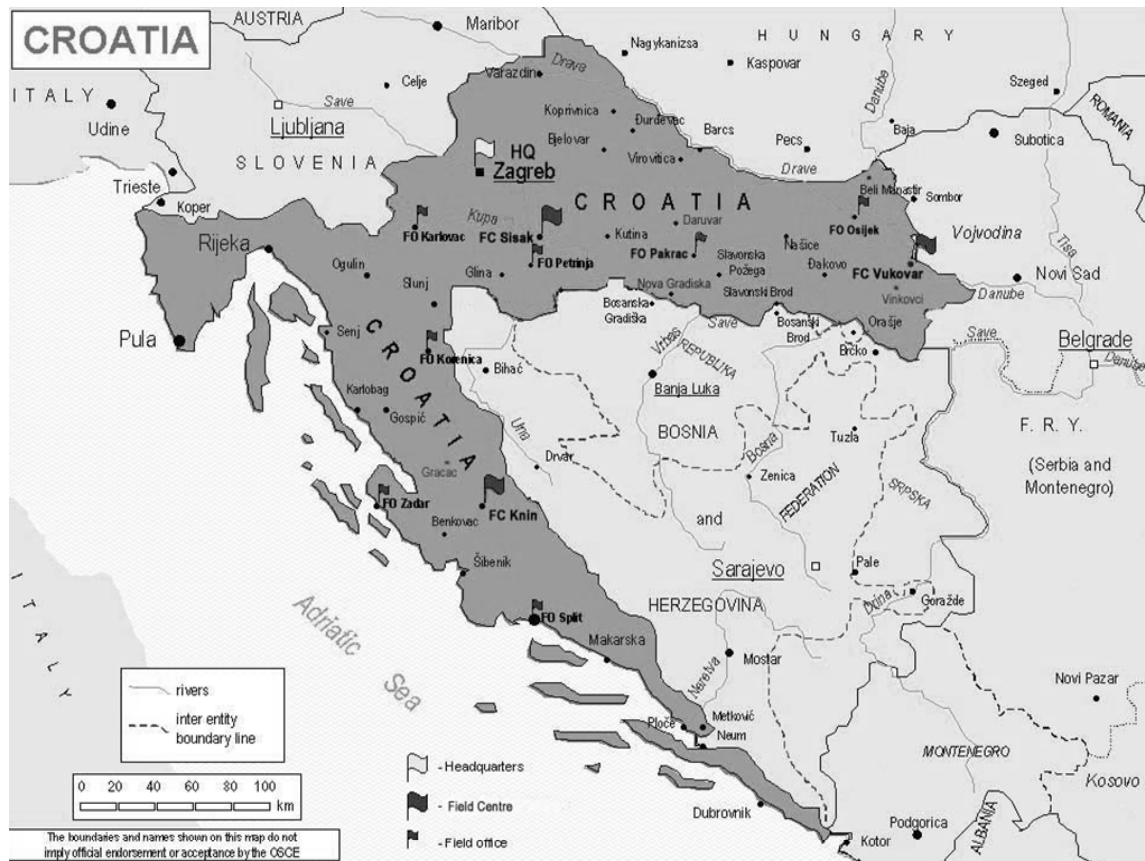 CROATIA
AUSTRIA
Maribor
HUNGARY
Nagykanizsa
Kaspovar
Drava
Varazdin
Celje
Danube
Szeged
ITALY
Udine
Save
Ljubljana
Koprivnica
Đurđevac
Bjelovar
Barcs
Baja
ROMANIA
Subotica
HQ
Zagreb
Virovitica
Pecs
Drave
SLOVENIA
Trieste
Koper
Beli Manastir
Sombor
CROATIA
Kupa
FO Karlovac
FC Sisak
Kutina
Daruvar
FO Osijek
Vojvodina
Tisa
Rijeka
FO Petrinja
FO Pakrac
Našice
Slavonska
Požega
Đakovo
FC Vukovar
Ogulin
Glina
Novi Sad
Slunj
Nova Gradiska
Slavonski Brod
Vinkovci
Danube
Bosanska
Gradiška
Save
Bosanski
Brod
Orašje
Save
Pula
Senj
CROATIA
FO Korenica
Bihać
Vrbas
REPUBLIKA
Brčko
Belgrade
Danube
Banja Luka
Karlobag
Gospić
Una
BOSNIA
Bosna
Tuzla
F. R. Y.
(Serbia and
Montenegro)
Gracac
Drvar
Zenica
FEDERATION
SRPSKA
FO Zadar
FC Knin
Benkovac
and
Šibenik
Sarajevo
Pale
ITALY
Adriatic
Sea
FO Split
HERZEGOVINA
Drina
Goražde
Makarska
Mostar
Neretva
Novi Pazar
rivers
inter entity
boundary line
Ploče
Metković
Neum
MONTENEGRO
Kosovo
- Headquarters
- Field Centre
- Field office
0 20 40 60 80 100
km
Dubrovnik
Kotor
Podgorica
ALBANIA
The boundaries and names shown on this map do not
imply official endorsement or acceptance by the OSCE